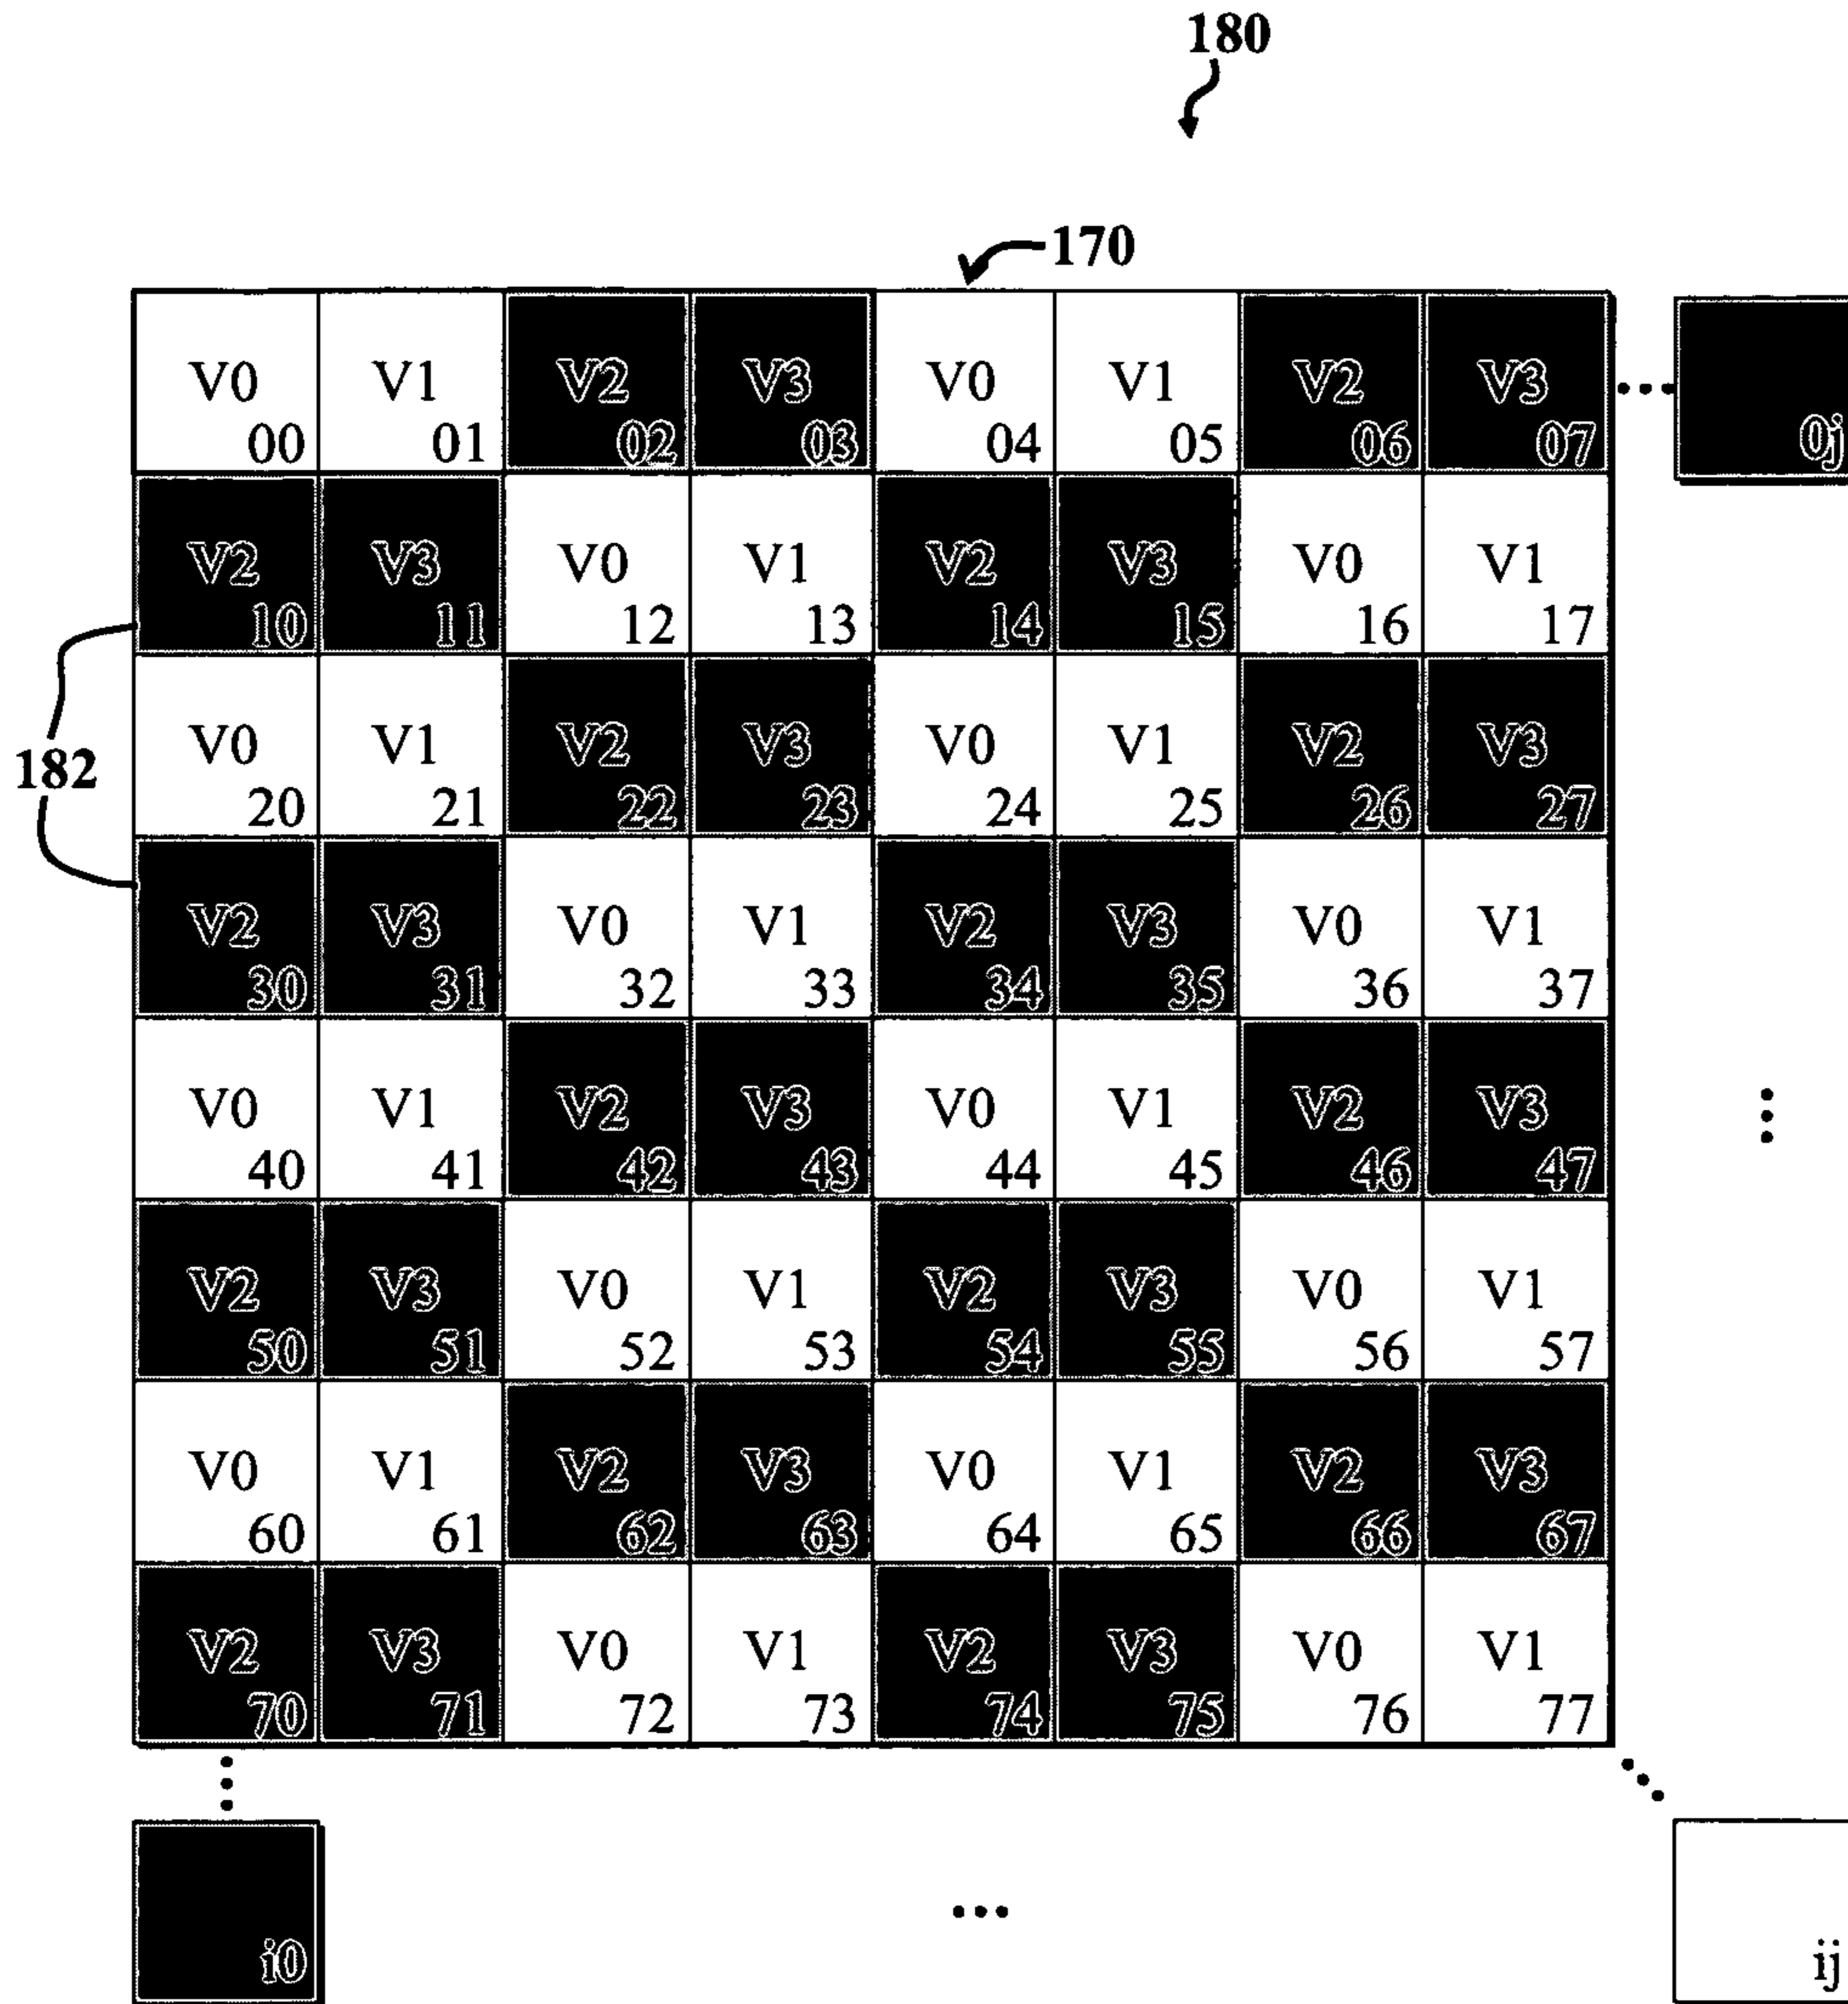 180
170
V0 V1 V2 V3 V0 V1 V2 V3
00 01 02 03 04 05 06 07 0j
V2 V3 V0 V1 V2 V3 V0 V1
10 11 12 13 14 15 16 17
182
V0 V1 V2 V3 V0 V1 V2 V3
20 21 22 23 24 25 26 27
V2 V3 V0 V1 V2 V3 V0 V1
30 31 32 33 34 35 36 37
V0 V1 V2 V3 V0 V1 V2 V3
40 41 42 43 44 45 46 47
V2 V3 V0 V1 V2 V3 V0 V1
50 51 52 53 54 55 56 57
V0 V1 V2 V3 V0 V1 V2 V3
60 61 62 63 64 65 66 67
V2 V3 V0 V1 V2 V3 V0 V1
70 71 72 73 74 75 76 77
i0 ij